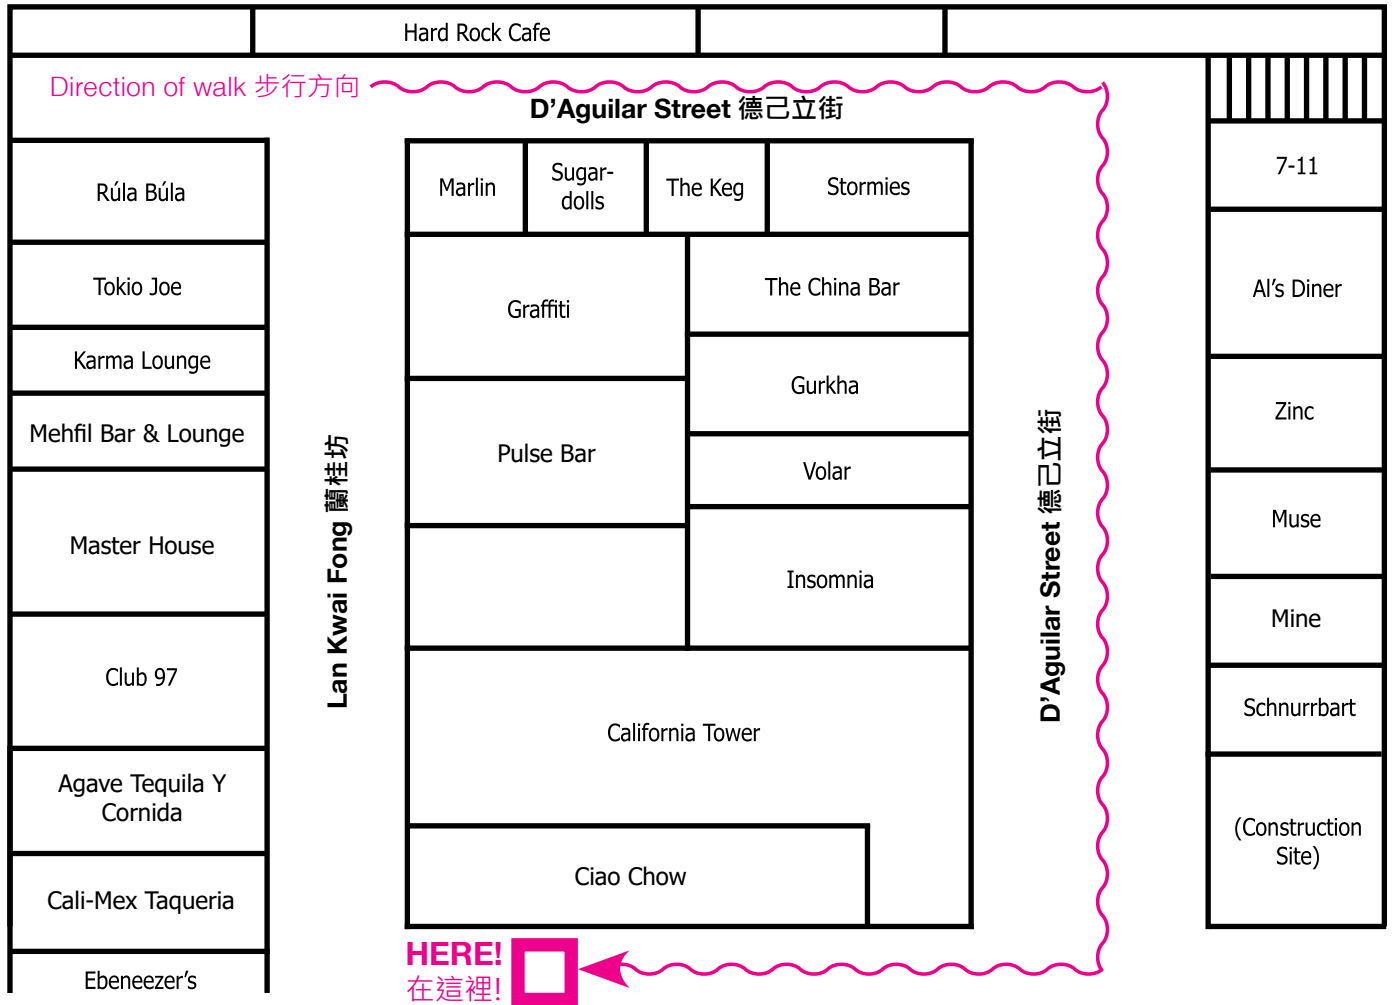 Hard Rock Cafe
Direction of walk 步行方向
D'Aguilar Street 德己立街
Rúla Búla
Tokio Joe
Karma Lounge
Mehfil Bar & Lounge
Master House
Club 97
Agave Tequila Y
Cornida
Cali-Mex Taqueria
Ebeneezer's
Lan Kwai Fong 蘭桂坊
Marlin
Sugar-
dolls
The Keg
Stormies
Graffiti
The China Bar
Gurkha
Pulse Bar
Volar
Insomnia
California Tower
Ciao Chow
D'Aguilar Street 德己立街
7-11
Al's Diner
Zinc
Muse
Mine
Schnurrbart
(Construction
Site)
HERE!
在這裡!